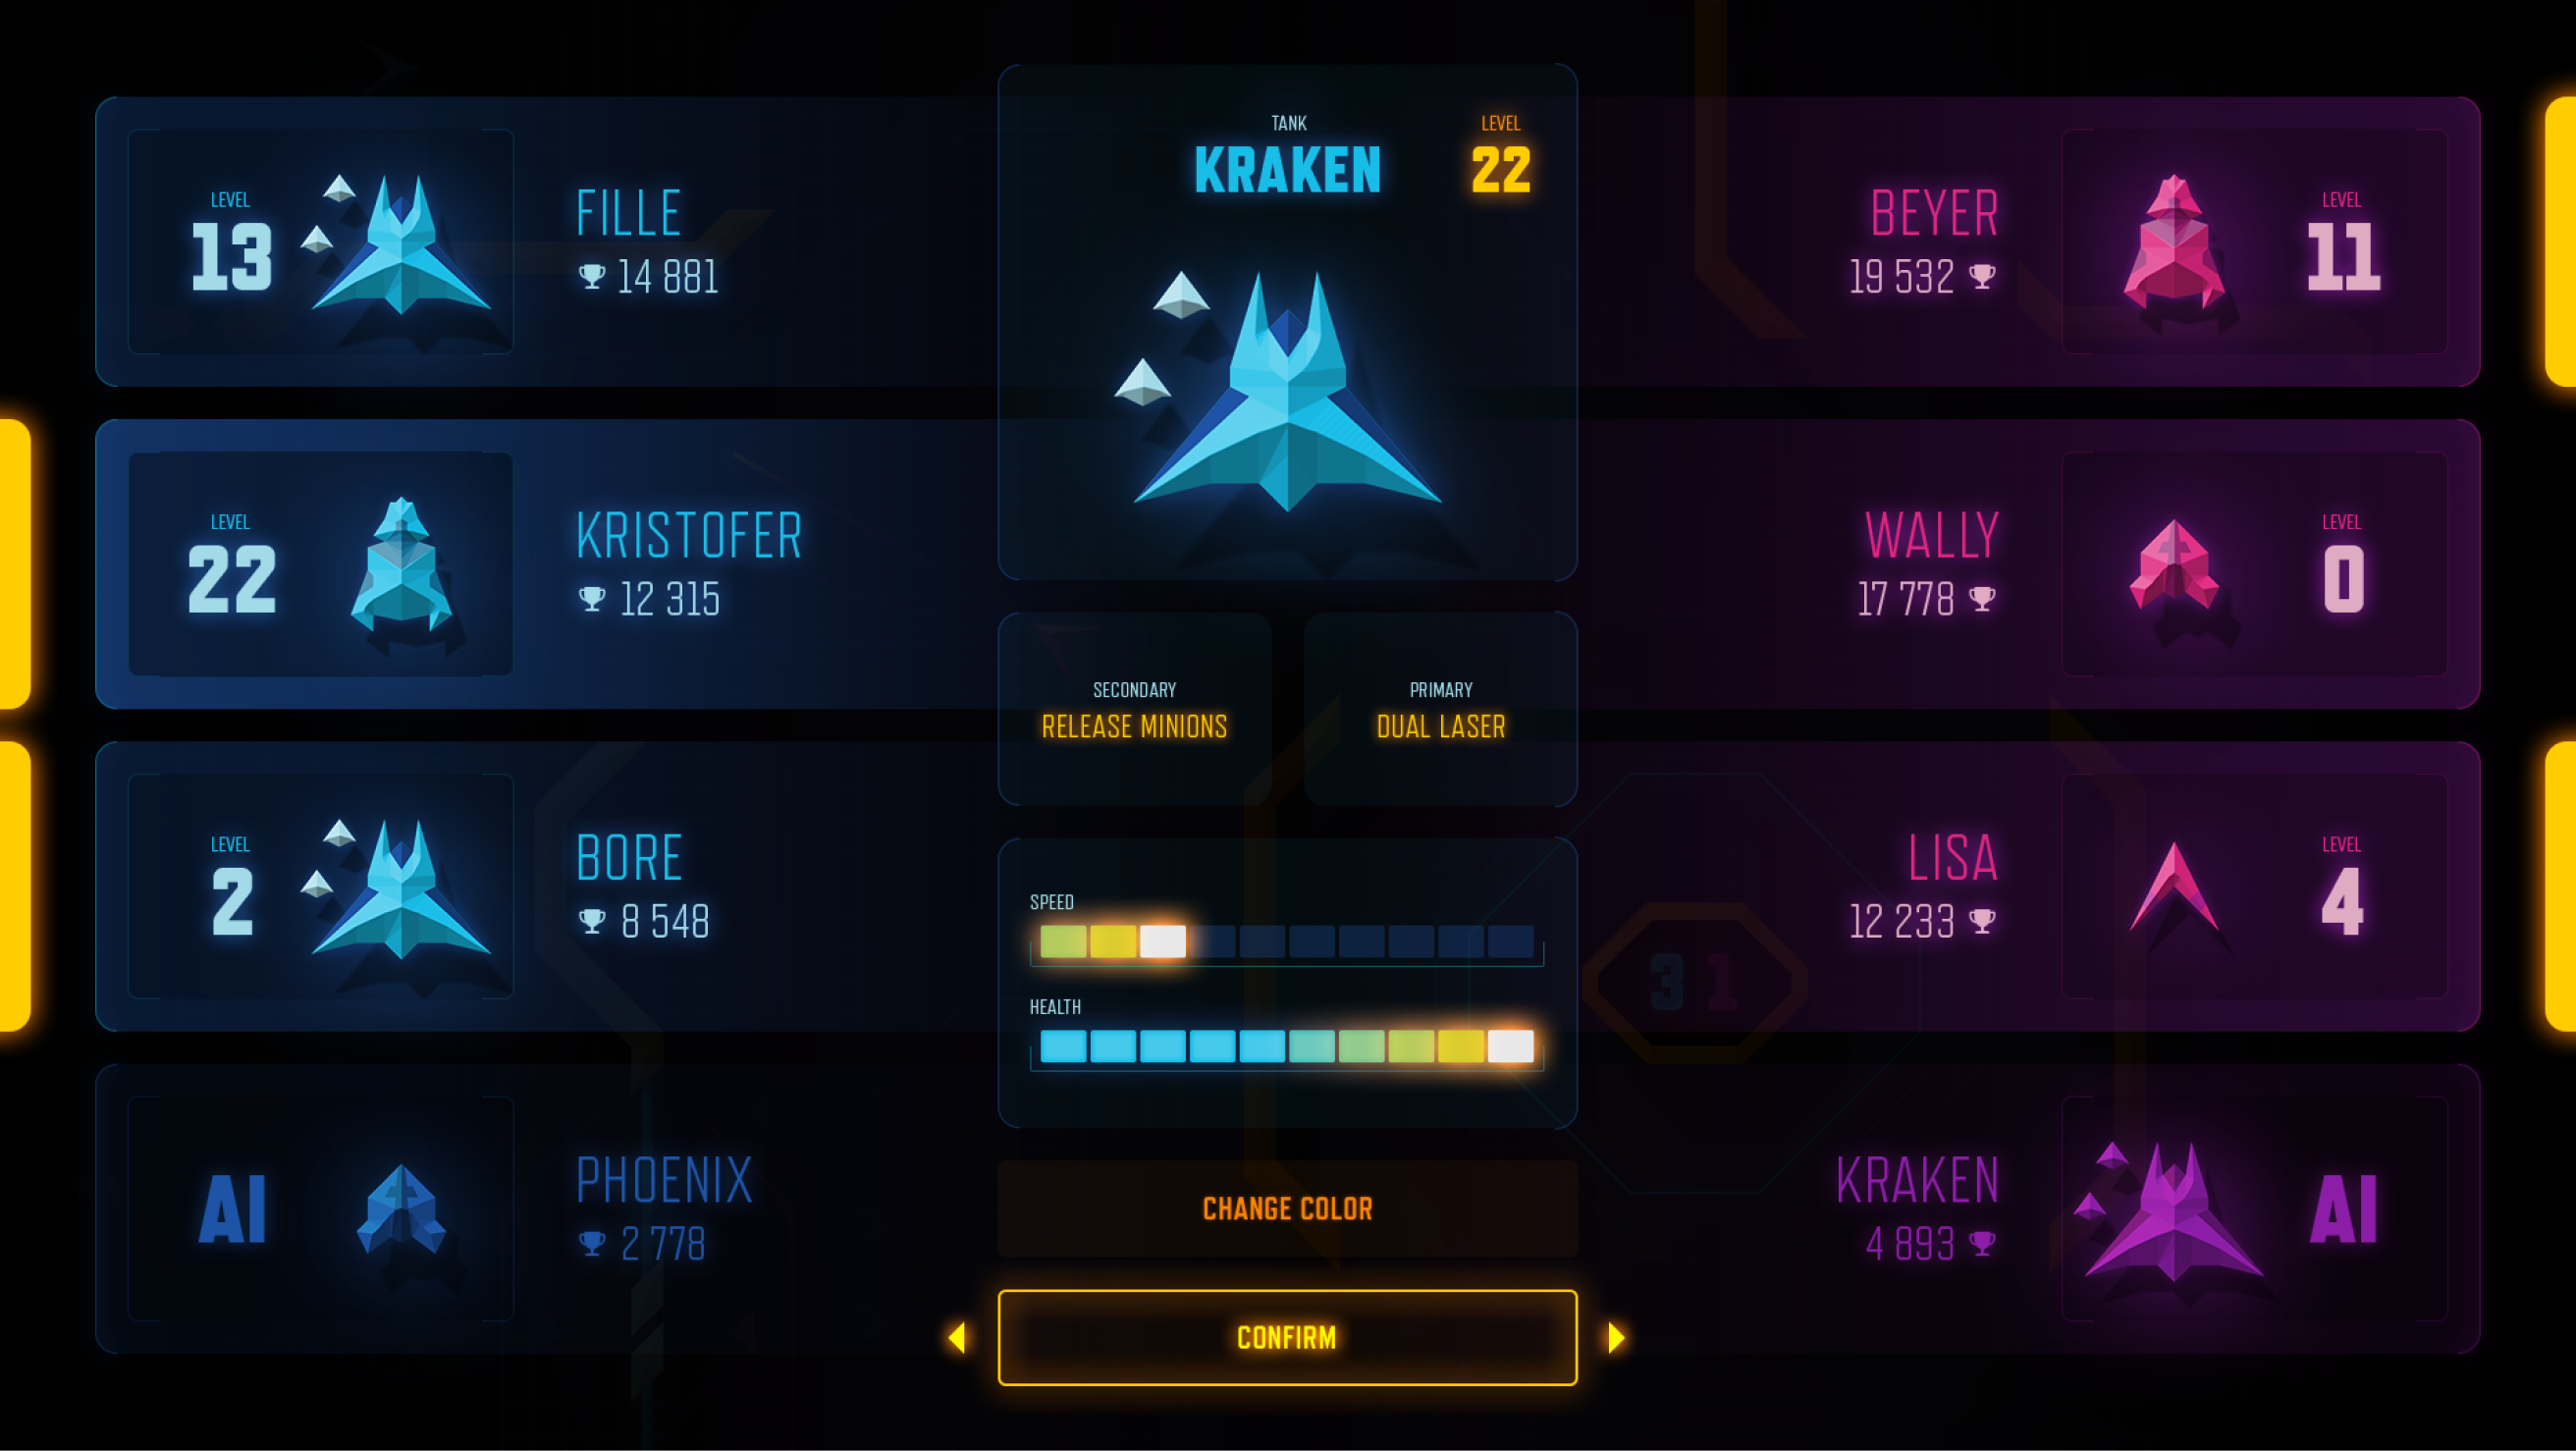 LEVEL
13
FILLE
14 881
LEVEL
22
KRISTOFER
12 315
LEVEL
2
BORE
8 548
AI
PHOENIX
2 778
TANK
KRAKEN
LEVEL
22
SECONDARY
RELEASE MINIONS
PRIMARY
DUAL LASER
SPEED
HEALTH
CHANGE COLOR
CONFIRM
BEYER
19 532
LEVEL
11
WALLY
17 778
LEVEL
0
LISA
12 233
LEVEL
4
3 1
KRAKEN
4 893
AI